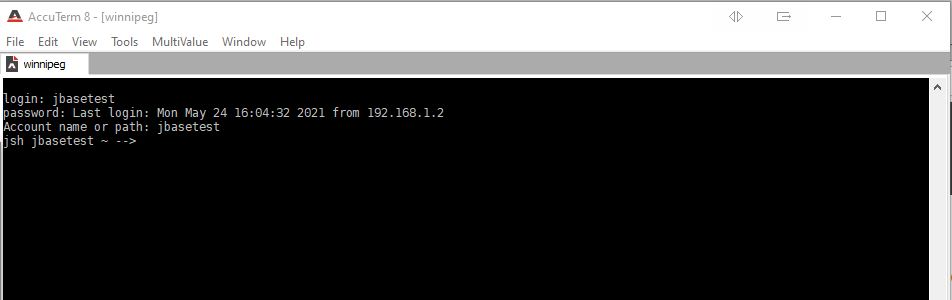 AccuTerm 8 - [winnipeg]
File Edit View Tools MultiValue Window Help
winnipeg
login: jbasetest
password: Last login: Mon May 24 16:04:32 2021 from 192.168.1.2
Account name or path: jbasetest
jsh jbasetest ~ -->